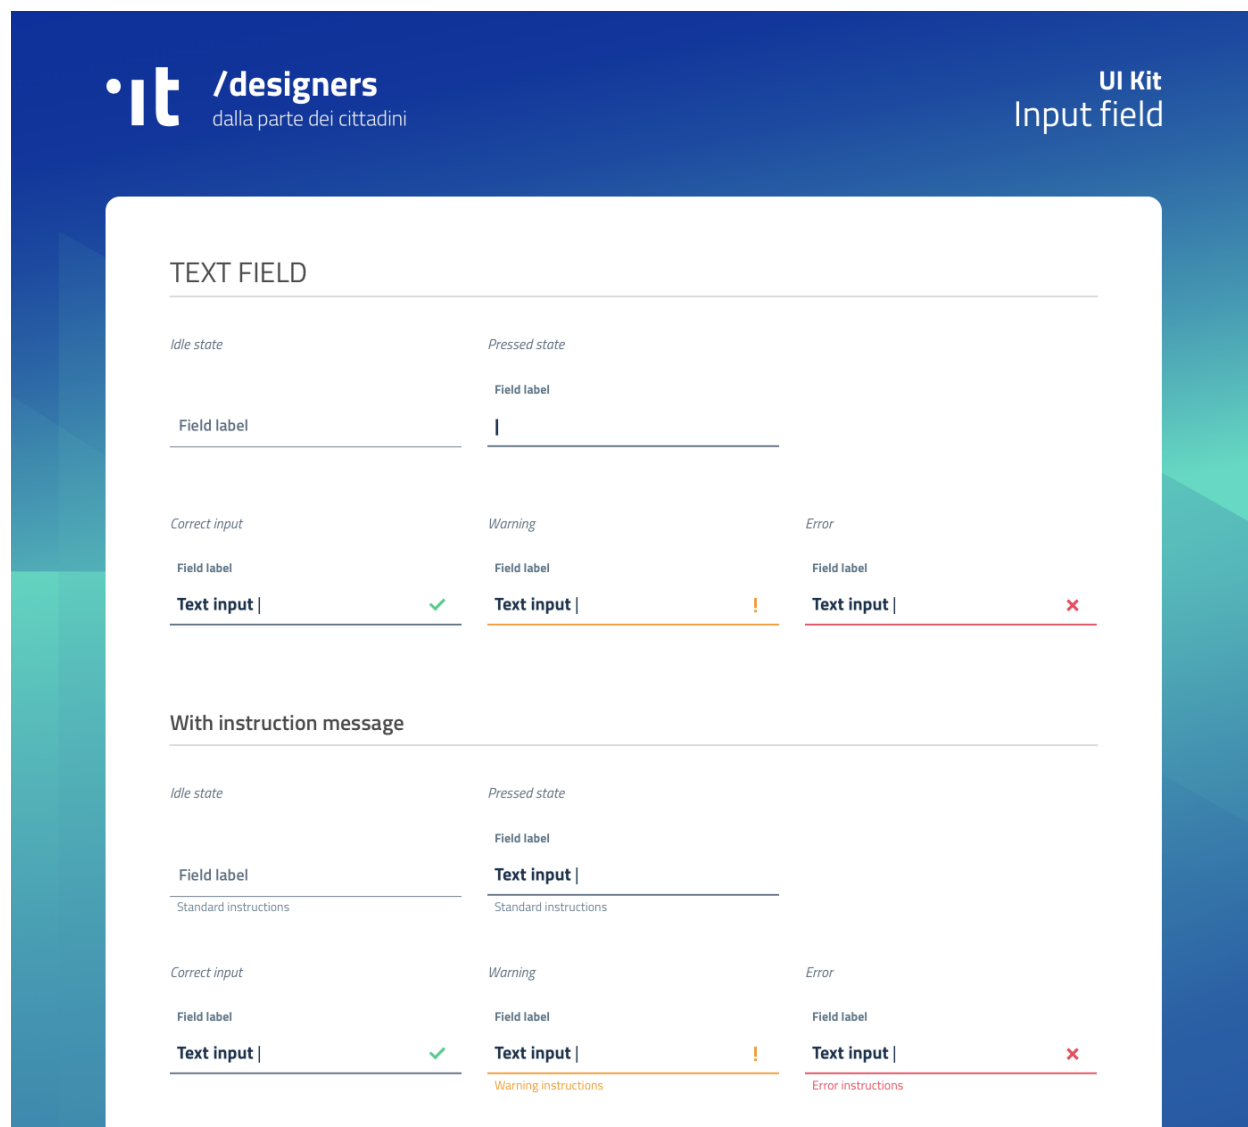 it
/designers
dalla parte dei cittadini
UI Kit
Input field
TEXT FIELD
Idle state
Pressed state
Field label
Field label
Correct input
Warning
Error
Field label
Field label
Field label
Text input
Text input
!
Text input
With instruction message
Idle state
Pressed state
Field label
Field label
Text input
Standard instructions
Standard instructions
Correct input
Warning
Error
Field label
Field label
Field label
Text input
Text input
!
Text input
Warning instructions
Error instructions